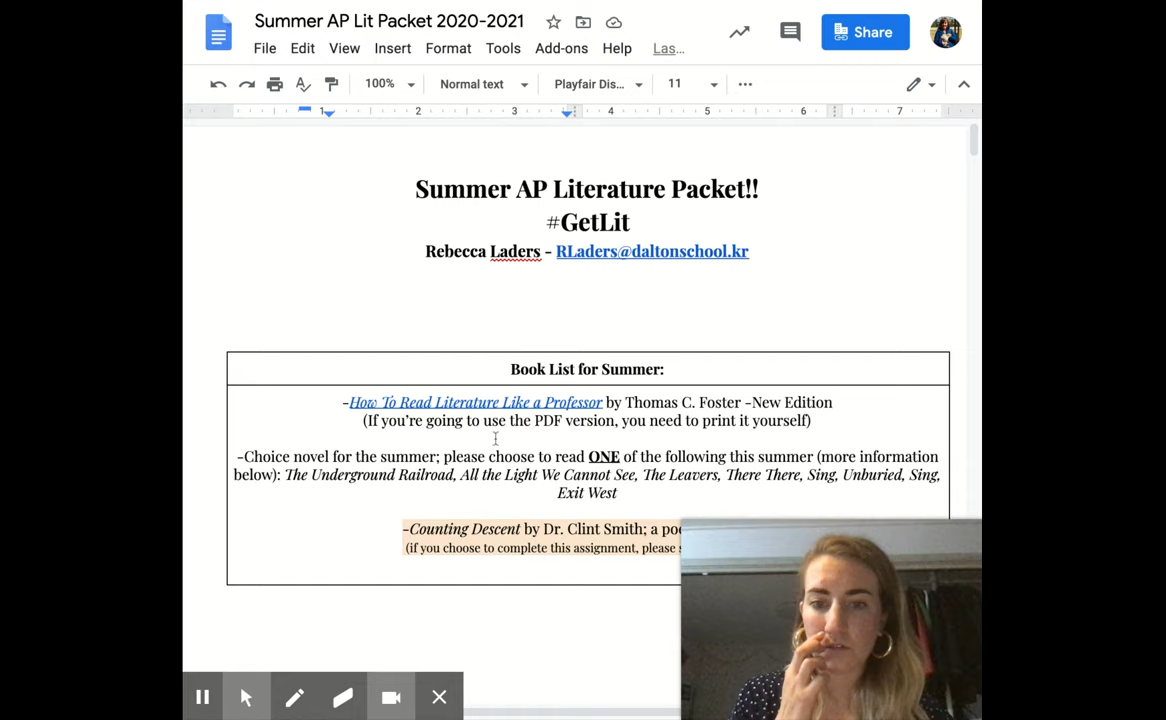 Summer AP Lit Packet 2020-2021
File Edit View Insert Format Tools Add-ons Help Las...
Share
100% Normal text Playfair Dis... 11
1 2 3 4 5 6 7
Summer AP Literature Packet!!
#GetLit
Rebecca Laders - RLaders@daltonschool.kr
Book List for Summer:
-How To Read Literature Like a Professor by Thomas C. Foster -New Edition
(If you're going to use the PDF version, you need to print it yourself)
-Choice novel for the summer; please choose to read ONE of the following this summer (more information
below): The Underground Railroad, All the Light We Cannot See, The Leavers, There There, Sing, Unburied, Sing,
Exit West
-Counting Descent by Dr. Clint Smith; a
(if you choose to complete this assignment, please